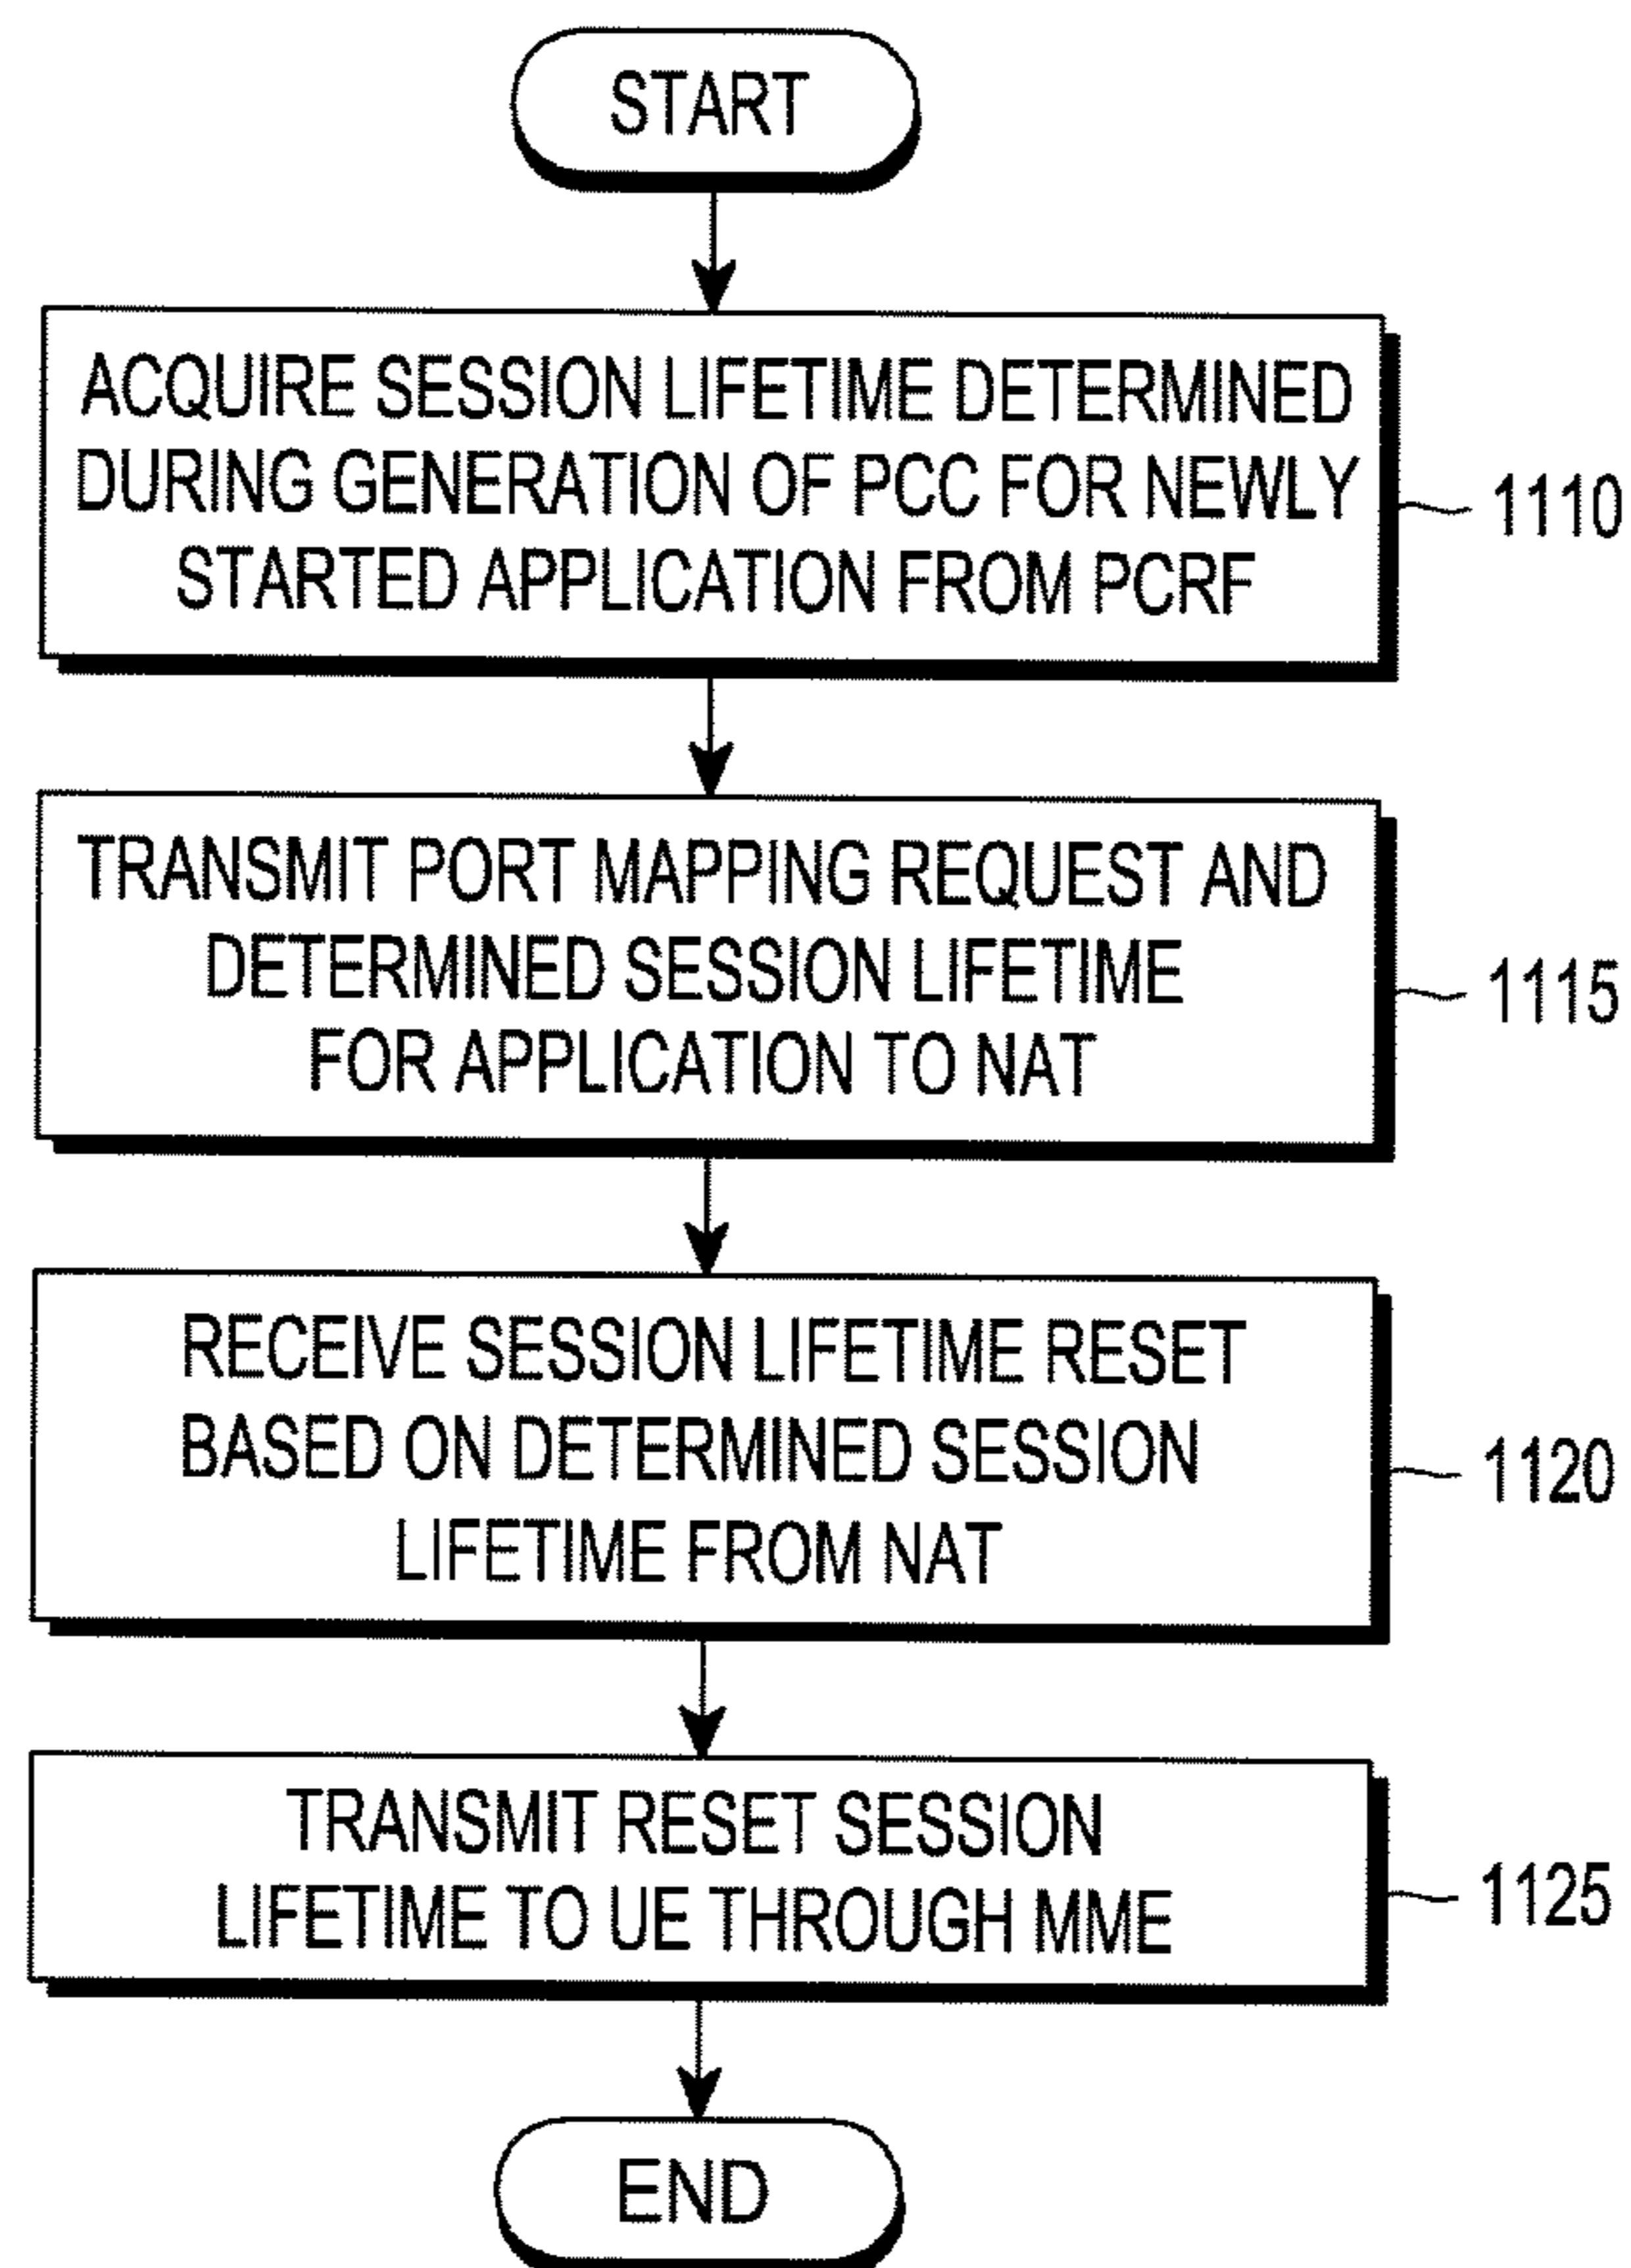 START
ACQUIRE SESSION LIFETIME DETERMINED
DURING GENERATION OF PCC FOR NEWLY
STARTED APPLICATION FROM PCRF
1110
TRANSMIT PORT MAPPING REQUEST AND
DETERMINED SESSION LIFETIME
FOR APPLICATION TO NAT
1115
RECEIVE SESSION LIFETIME RESET
BASED ON DETERMINED SESSION
LIFETIME FROM NAT
1120
TRANSMIT RESET SESSION
LIFETIME TO UE THROUGH MME
1125
END